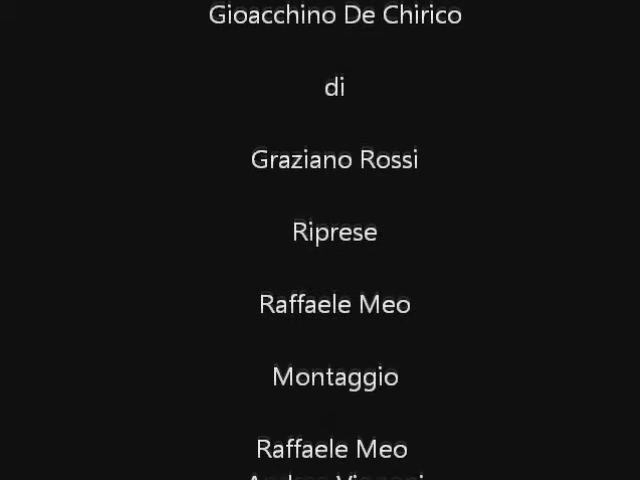 Gioacchino De Chirico
di
Graziano Rossi
Riprese
Raffaele Meo
Montaggio
Raffaele Meo